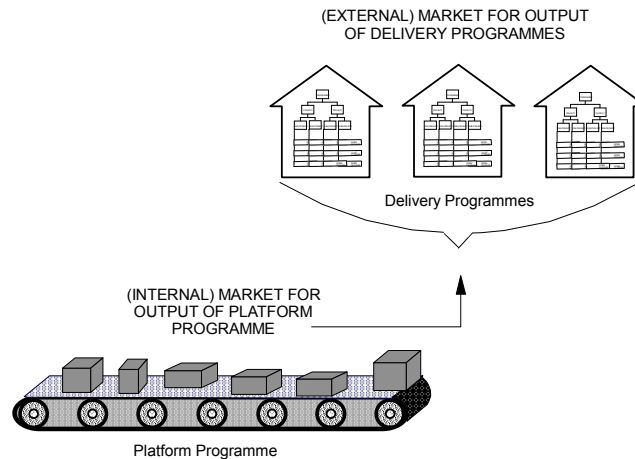 (EXTERNAL) MARKET FOR OUTPUT
OF DELIVERY PROGRAMMES
Delivery Programmes
(INTERNAL) MARKET FOR
OUTPUT OF PLATFORM
PROGRAMME
Platform Programme